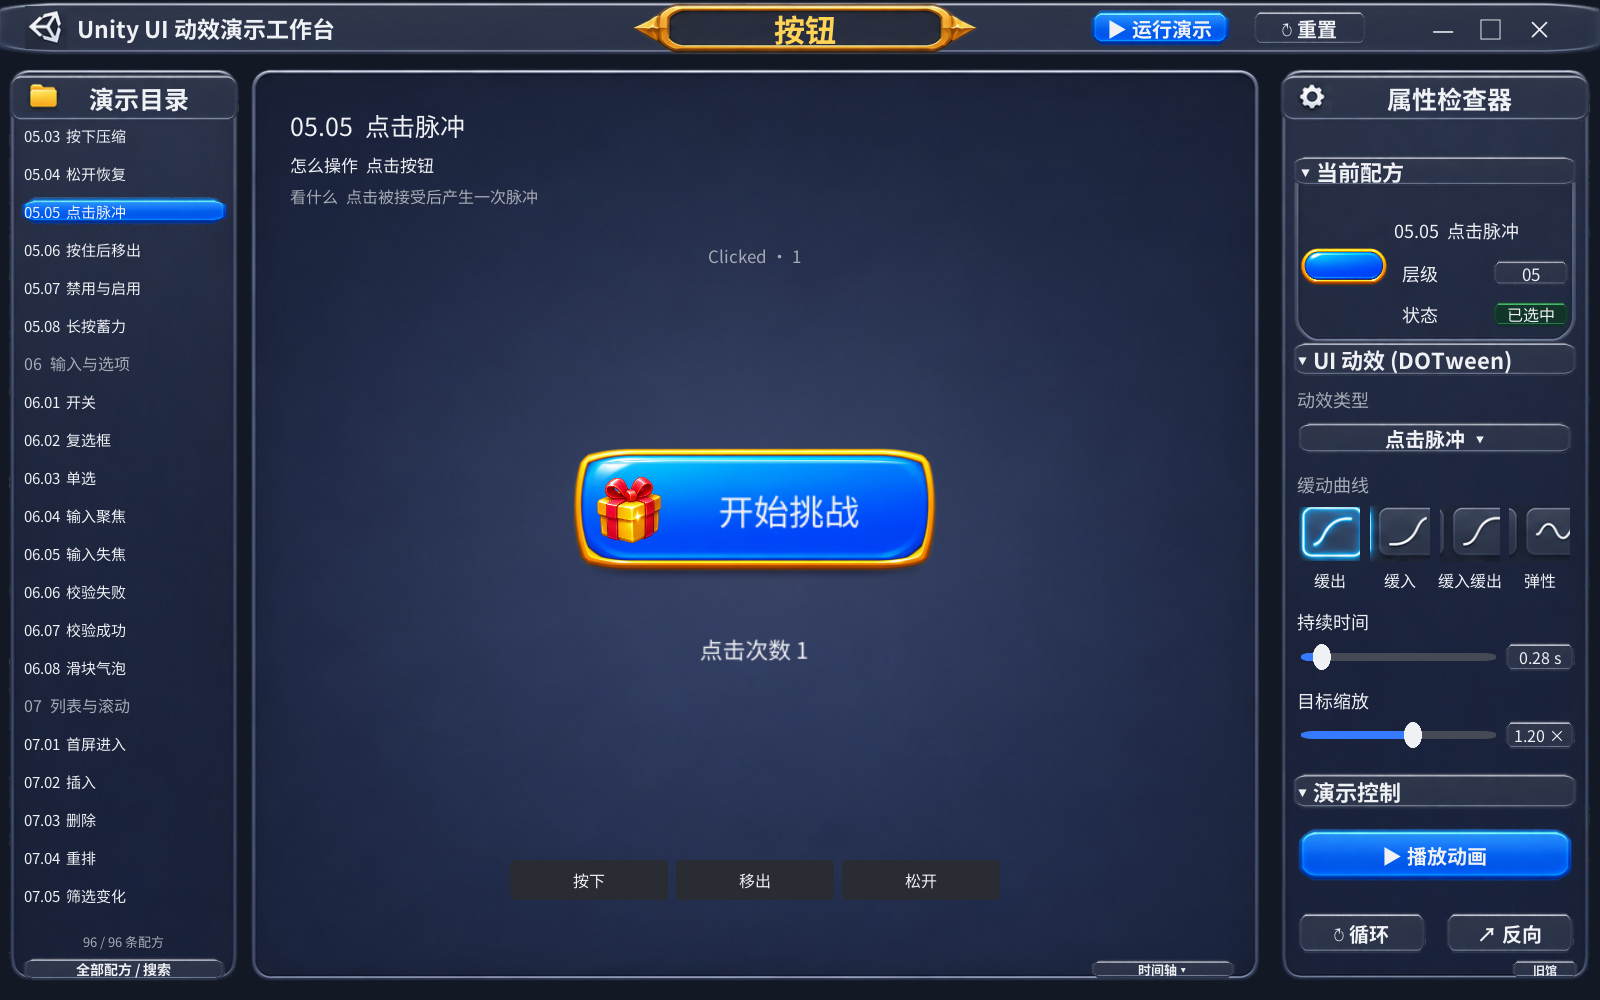 Unity UI 动效演示工作台
按钮
▶ 运行演示
↻ 重置
演示目录
05.03 按下压缩
05.04 松开恢复
05.05 点击脉冲
05.06 按住后移出
05.07 禁用与启用
05.08 长按蓄力
06 输入与选项
06.01 开关
06.02 复选框
06.03 单选
06.04 输入聚焦
06.05 输入失焦
06.06 校验失败
06.07 校验成功
06.08 滑块气泡
07 列表与滚动
07.01 首屏进入
07.02 插入
07.03 删除
07.04 重排
07.05 筛选变化
96 / 96 条配方
全部配方 / 搜索
05.05 点击脉冲
怎么操作 点击按钮
看什么 点击被接受后产生一次脉冲
Clicked · 1
开始挑战
点击次数 1
按下
移出
松开
时间轴 ▾
属性检查器
▾ 当前配方
05.05 点击脉冲
层级
05
状态
已选中
▾ UI 动效 (DOTween)
动效类型
点击脉冲 ▾
缓动曲线
缓出
缓入
缓入缓出
弹性
持续时间
0.28 s
目标缩放
1.20 ×
▾ 演示控制
▶ 播放动画
↻ 循环
↗ 反向
旧馆